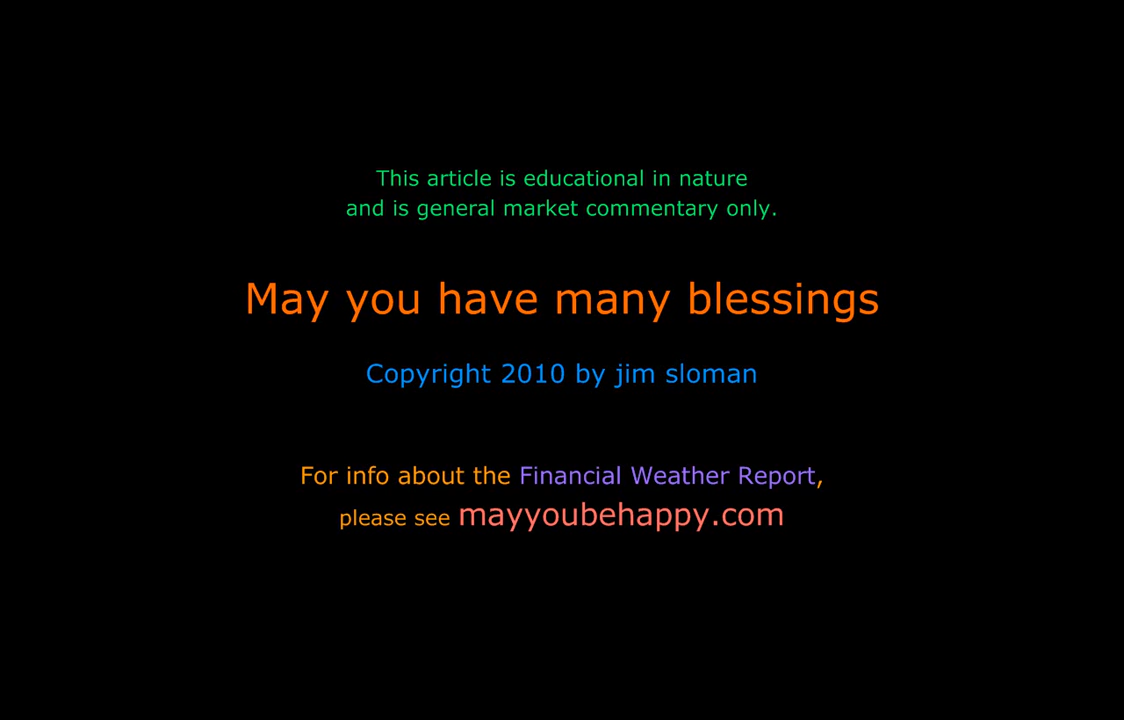 This article is educational in nature
and is general market commentary only.
May you have many blessings
Copyright 2010 by jim sloman
For info about the Financial Weather Report,
please see mayyoubehappy.com